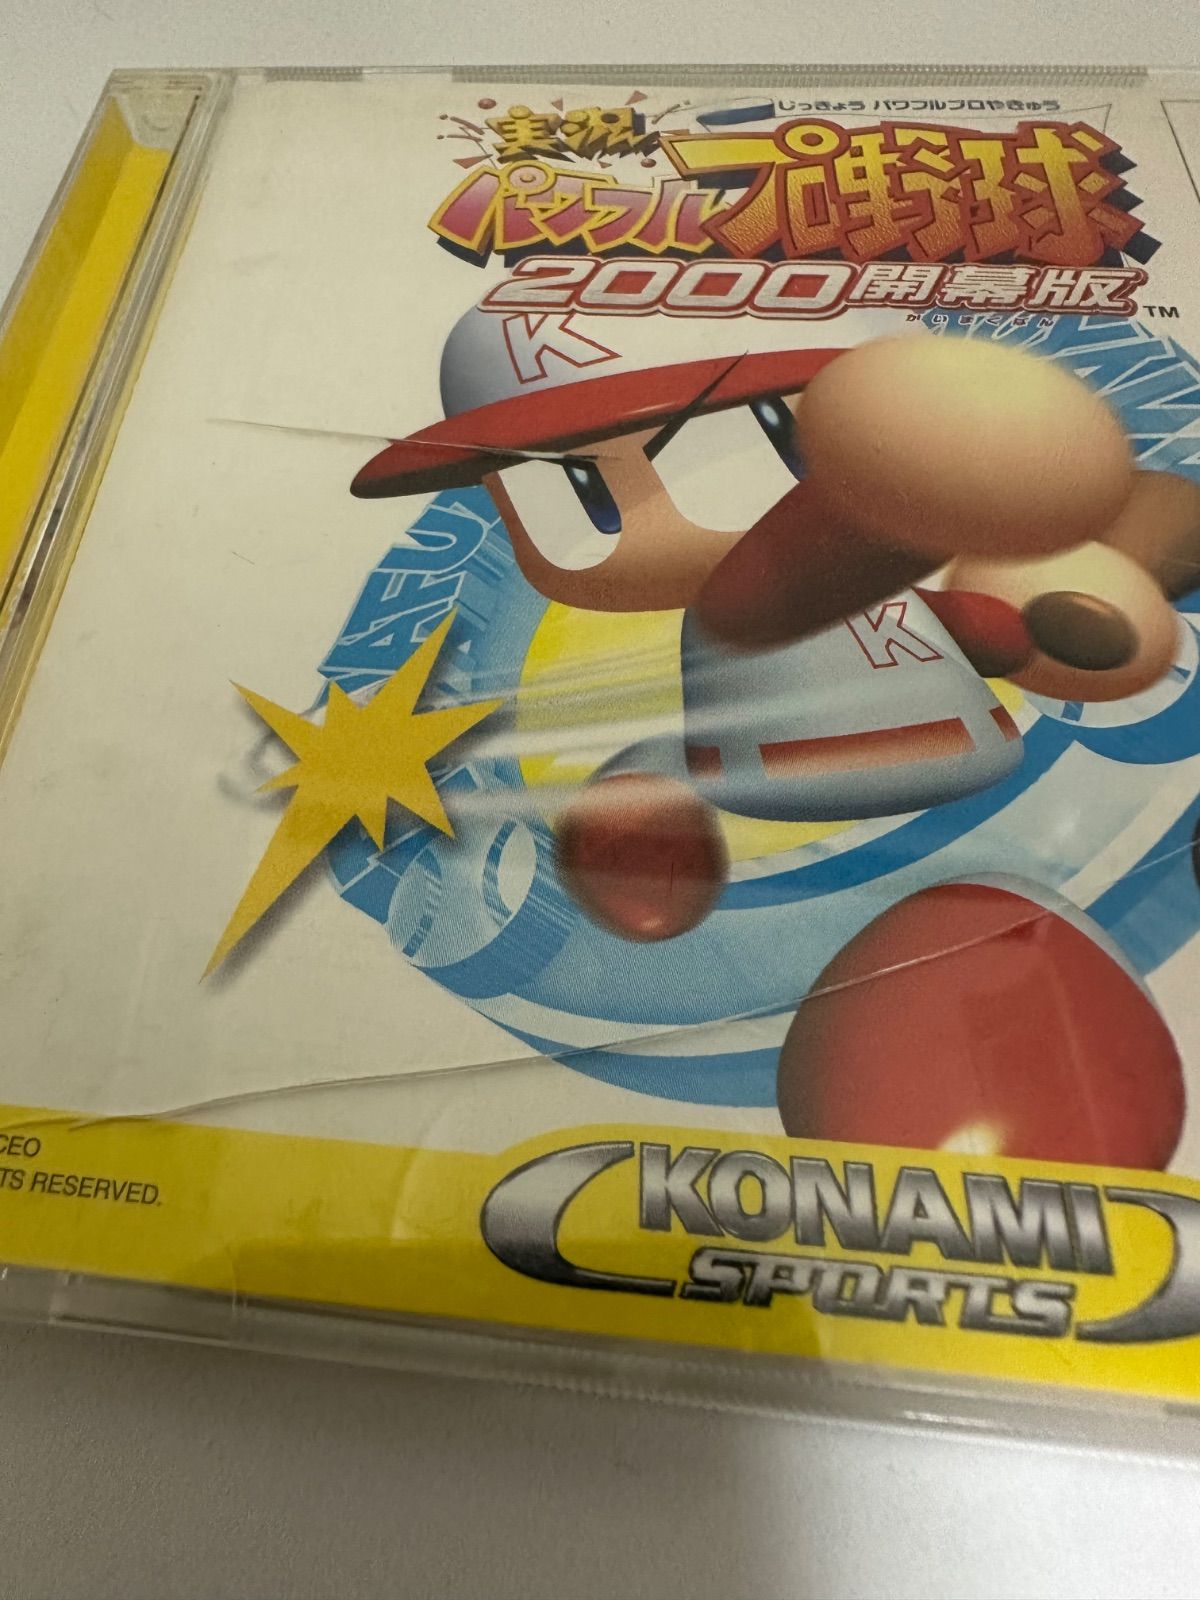 じっきょう パワフルプロやきゅう
実況
パワフルプロ野球
2000開幕版™
かいまくばん
K
K
CEO
TS RESERVED.
KONAMI
SPORTS